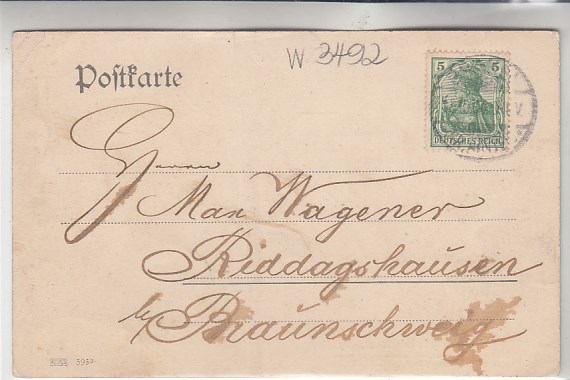 W 3492
Postkarte
5 5
DEUTSCHES REICH
Herrn
Max Wagener
Riddagshausen
b/ Braunschweig